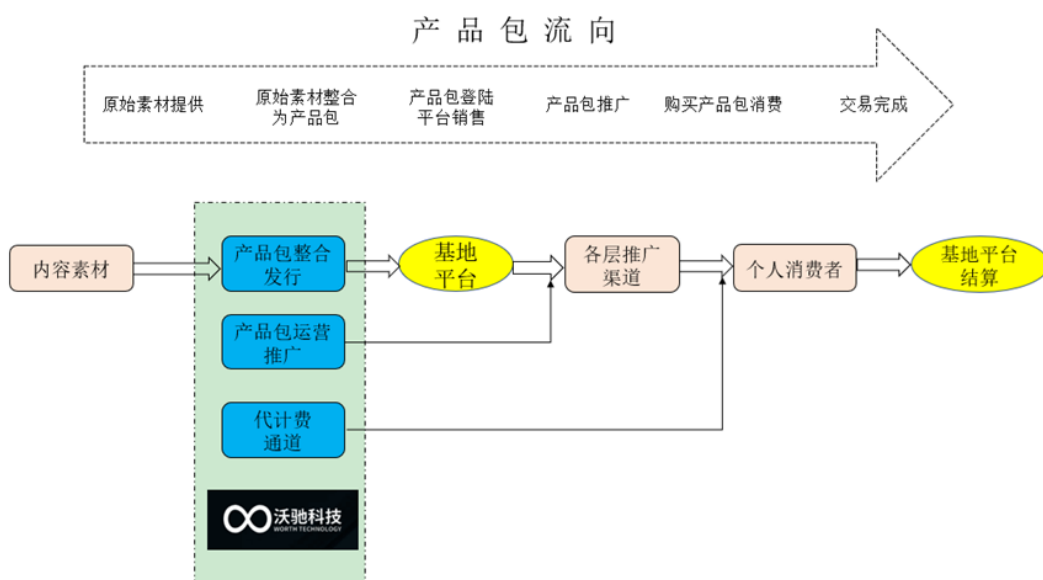 产品包流向
原始素材提供
原始素材整合
为产品包
产品包登陆
平台销售
产品包推广
购买产品包消费
交易完成
内容素材
产品包整合
发行
基地
平台
各层推广
渠道
个人消费者
基地平台
结算
产品包运营
推广
代计费
通道
沃驰科技
WORTH TECHNOLOGY